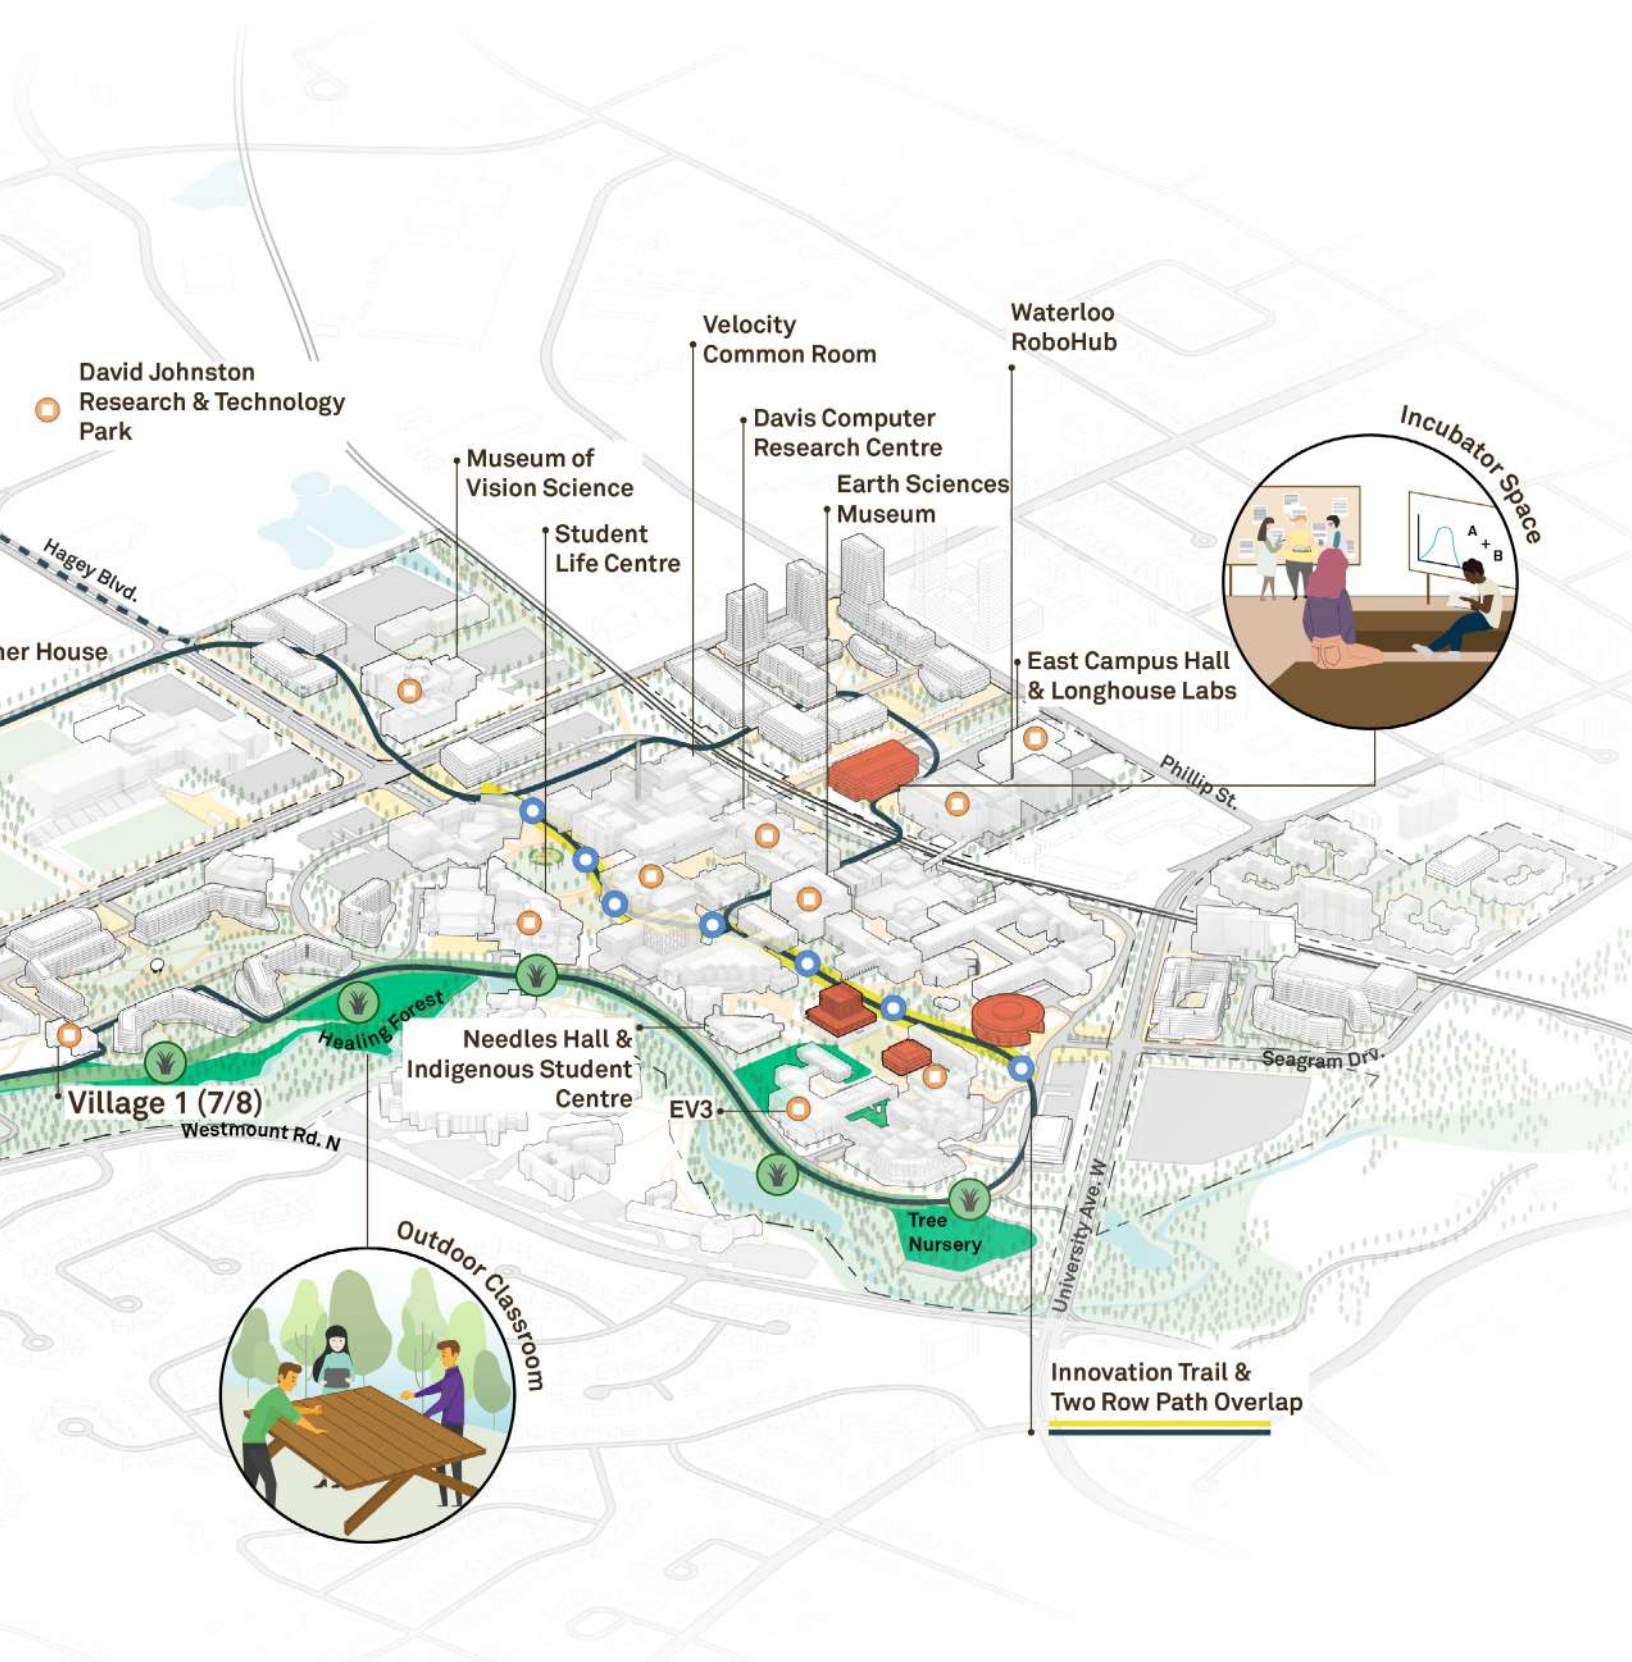 Waterloo
RoboHub
Velocity
Common Room
David Johnston
Research & Technology
Park
Davis Computer
Research Centre
Incubator Space
Museum of
Vision Science
Earth Sciences
Museum
Student
Life Centre
A
+
B
Hagey Blvd.
er House
East Campus Hall
& Longhouse Labs
Phillip St.
Healing Forest
Needles Hall &
Indigenous Student
Centre
Seagram Drv.
EV3
Village 1 (7/8)
Westmount Rd. N
University Ave. W
Tree
Nursery
Outdoor Classroom
Innovation Trail &
Two Row Path Overlap